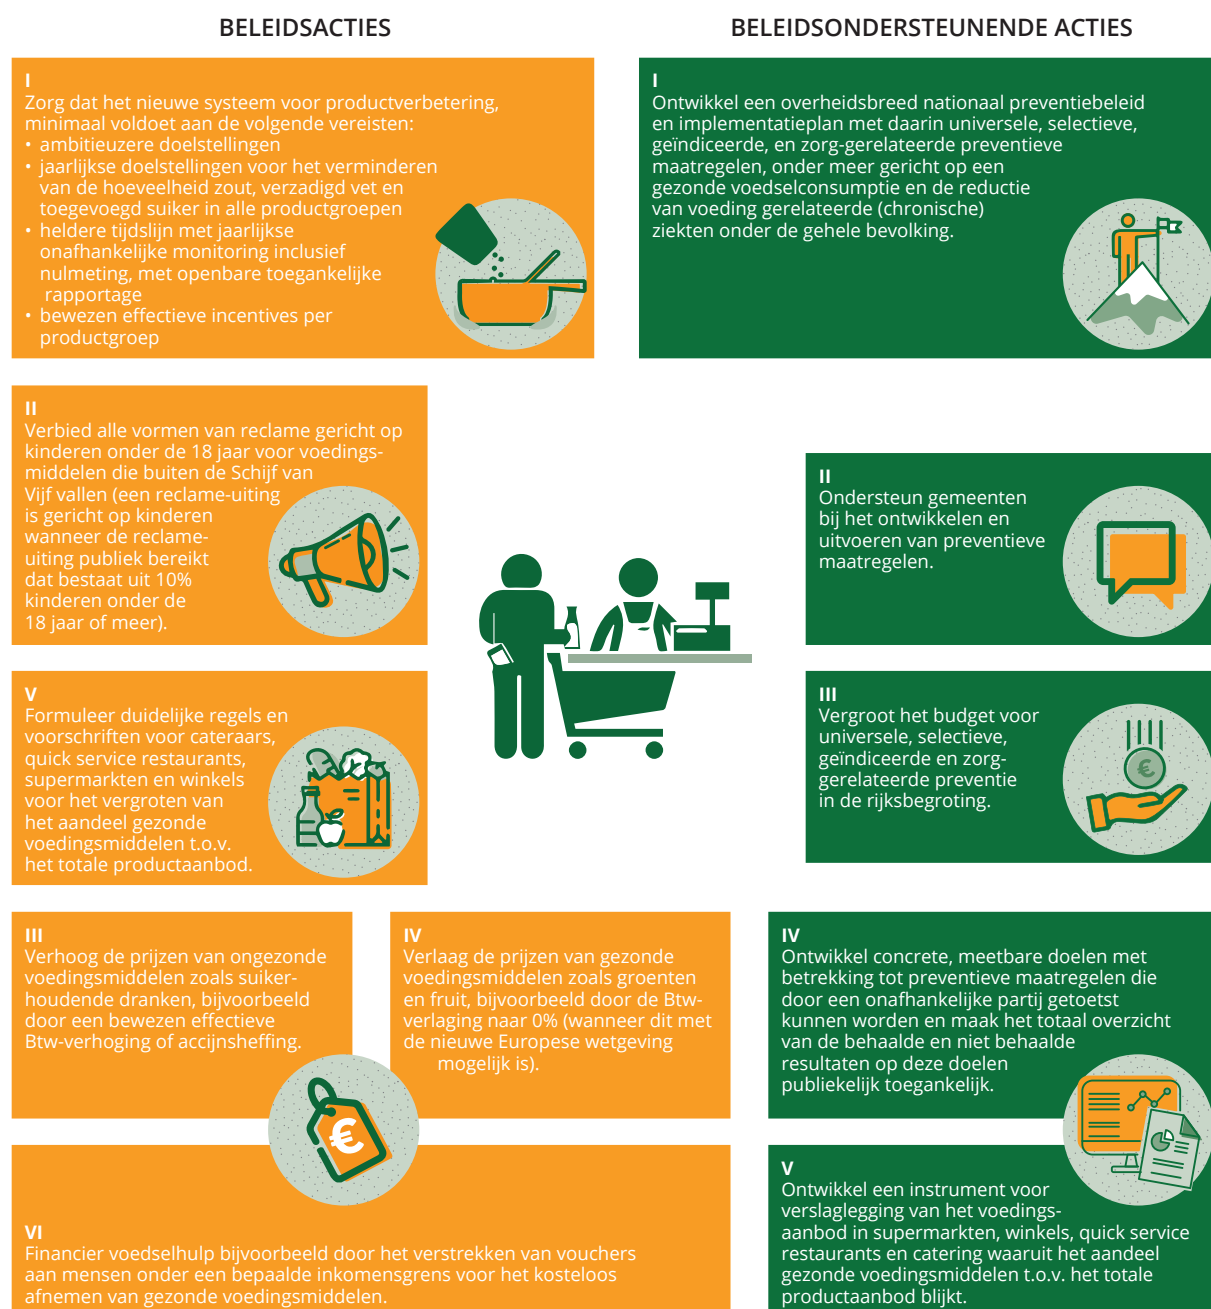 BELEIDSACTIES
I
Zorg dat het nieuwe systeem voor productverbetering,
minimaal voldoet aan de volgende vereisten:
• ambitieuzere doelstellingen
• jaarlijkse doelstellingen voor het verminderen
van de hoeveelheid zout, verzadigd vet en
toegevoegd suiker in alle productgroepen
• heldere tijdslijn met jaarlijkse
onafhankelijke monitoring inclusief
nulmeting, met openbare toegankelijke
rapportage
• bewezen effectieve incentives per
productgroep
II
Verbied alle vormen van reclame gericht op
kinderen onder de 18 jaar voor voedings-
middelen die buiten de Schijf van
Vijf vallen (een reclame-uiting
is gericht op kinderen
wanneer de reclame-
uiting publiek bereikt
dat bestaat uit 10%
kinderen onder de
18 jaar of meer).
V
Formuleer duidelijke regels en
voorschriften voor cateraars,
quick service restaurants,
supermarkten en winkels
voor het vergroten van
het aandeel gezonde
voedingsmiddelen t.o.v.
het totale productaanbod.
III
Verhoog de prijzen van ongezonde
voedingsmiddelen zoals suiker-
houdende dranken, bijvoorbeeld
door een bewezen effectieve
Btw-verhoging of accijnsheffing.
IV
Verlaag de prijzen van gezonde
voedingsmiddelen zoals groenten
en fruit, bijvoorbeeld door de Btw-
verlaging naar 0% (wanneer dit met
de nieuwe Europese wetgeving
mogelijk is).
€
VI
Financier voedselhulp bijvoorbeeld door het verstrekken van vouchers
aan mensen onder een bepaalde inkomensgrens voor het kosteloos
afnemen van gezonde voedingsmiddelen.
BELEIDSONDERSTEUNENDE ACTIES
I
Ontwikkel een overheidsbreed nationaal preventiebeleid
en implementatieplan met daarin universele, selectieve,
geïndiceerde, en zorg-gerelateerde preventieve
maatregelen, onder meer gericht op een
gezonde voedselconsumptie en de reductie
van voeding gerelateerde (chronische)
ziekten onder de gehele bevolking.
II
Ondersteun gemeenten
bij het ontwikkelen en
uitvoeren van preventieve
maatregelen.
III
Vergroot het budget voor
universele, selectieve,
geïndiceerde en zorg-
gerelateerde preventie
in de rijksbegroting.
€
IV
Ontwikkel concrete, meetbare doelen met
betrekking tot preventieve maatregelen die
door een onafhankelijke partij getoetst
kunnen worden en maak het totaal overzicht
van de behaalde en niet behaalde
resultaten op deze doelen
publiekelijk toegankelijk.
V
Ontwikkel een instrument voor
verslaglegging van het voedings-
aanbod in supermarkten, winkels, quick service
restaurants en catering waaruit het aandeel
gezonde voedingsmiddelen t.o.v. het totale
productaanbod blijkt.